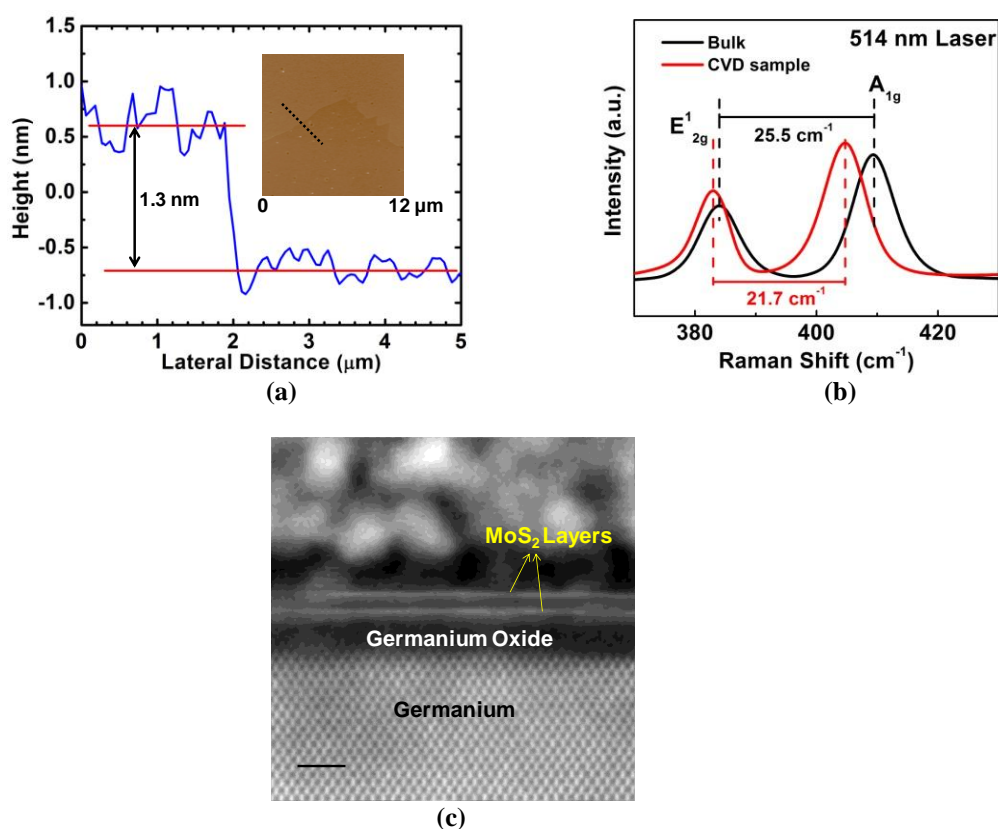 (a)
1.5
1.0
0.5
0.0
-0.5
-1.0
Height (nm)
1.3 nm
0 12 µm
0 1 2 3 4 5
Lateral Distance (µm)
(b)
514 nm Laser
Bulk
CVD sample
A1g
E¹2g
25.5 cm⁻¹
21.7 cm⁻¹
Intensity (a.u.)
380 400 420
Raman Shift (cm⁻¹)
MoS₂ Layers
Germanium Oxide
Germanium
(c)